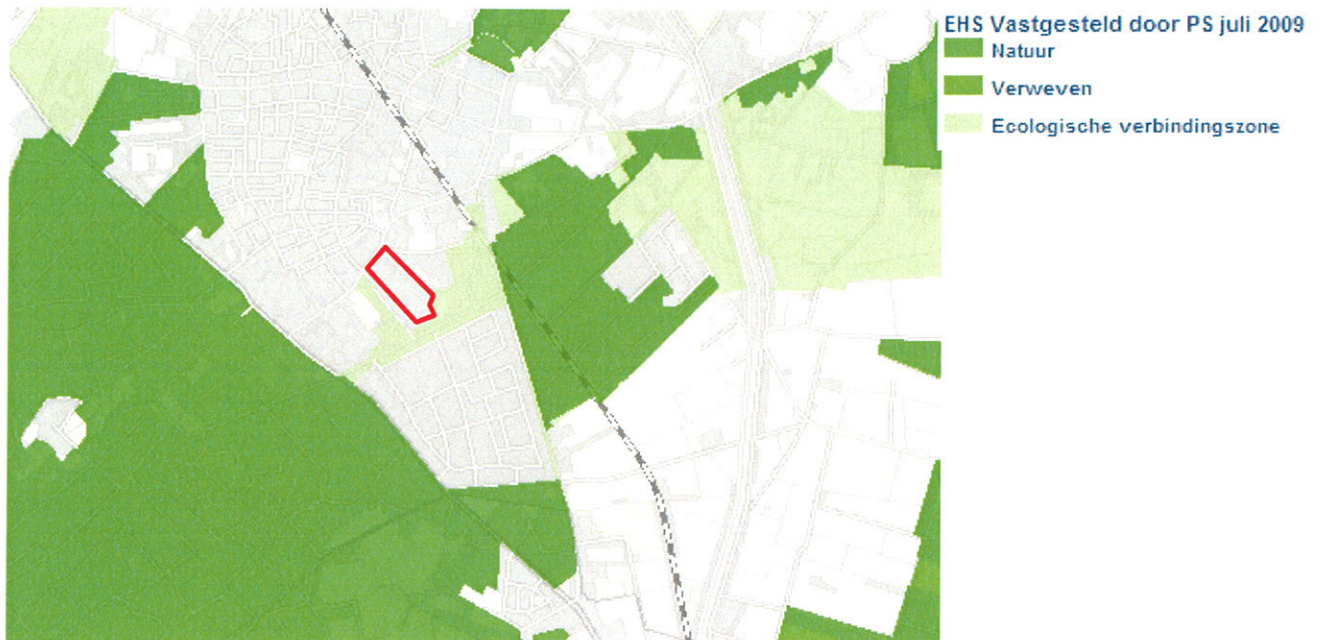 EHS Vastgesteld door PS juli 2009
Natuur
Verweven
Ecologische verbindingszone